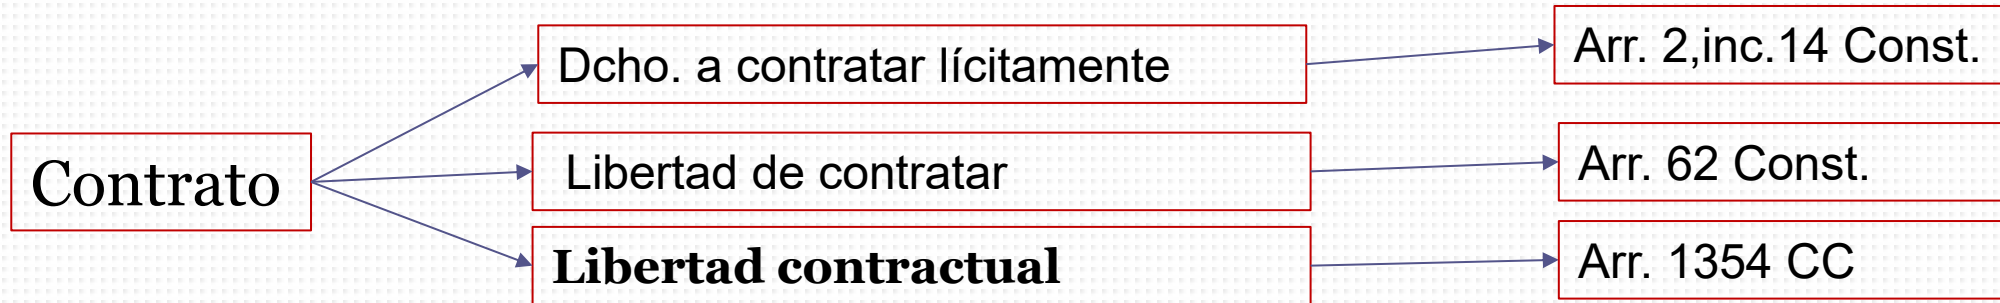 Contrato
Dcho. a contratar lícitamente
Arr. 2,inc.14 Const.
Libertad de contratar
Arr. 62 Const.
Libertad contractual
Arr. 1354 CC